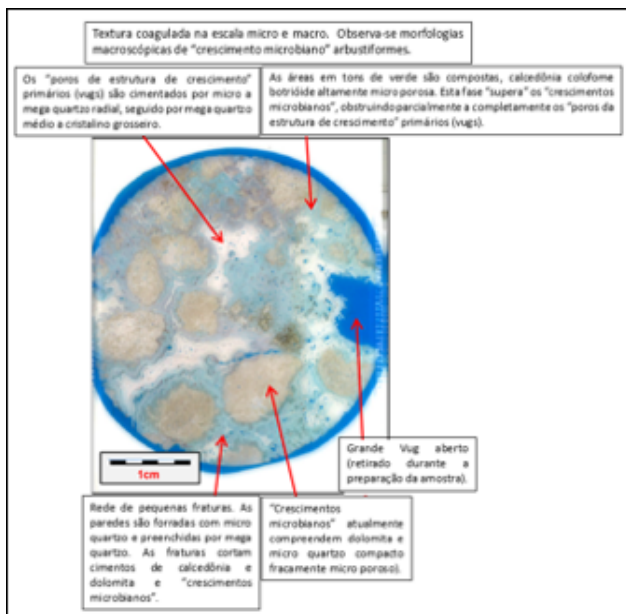 Textura coagulada na escala micro e macro. Observa-se morfologias
macroscópicas de “crescimento microbiano” arbustiformes.
Os “poros de estrutura de crescimento”
primários (vugs) são cimentados por micro a
mega quartzo radial, seguido por mega quartzo
médio a cristalino grosseiro.
As áreas em tons de verde são compostas, calcedônia colofome
botrióide altamente micro porosa. Esta fase “supera” os “crescimentos
microbianos”, obstruindo parcialmente a completamente os “poros da
estrutura de crescimento” primários (vugs).
1cm
Grande Vug aberto
(retirado durante a
preparação da amostra).
Rede de pequenas fraturas. As
paredes são forradas com micro
quartzo e preenchidas por mega
quartzo. As fraturas cortam
cimentos de calcedônia e
dolomita e “crescimentos
microbianos”.
“Crescimentos
microbianos” atualmente
compreendem dolomita e
micro quartzo compacto
fracamente micro poroso).